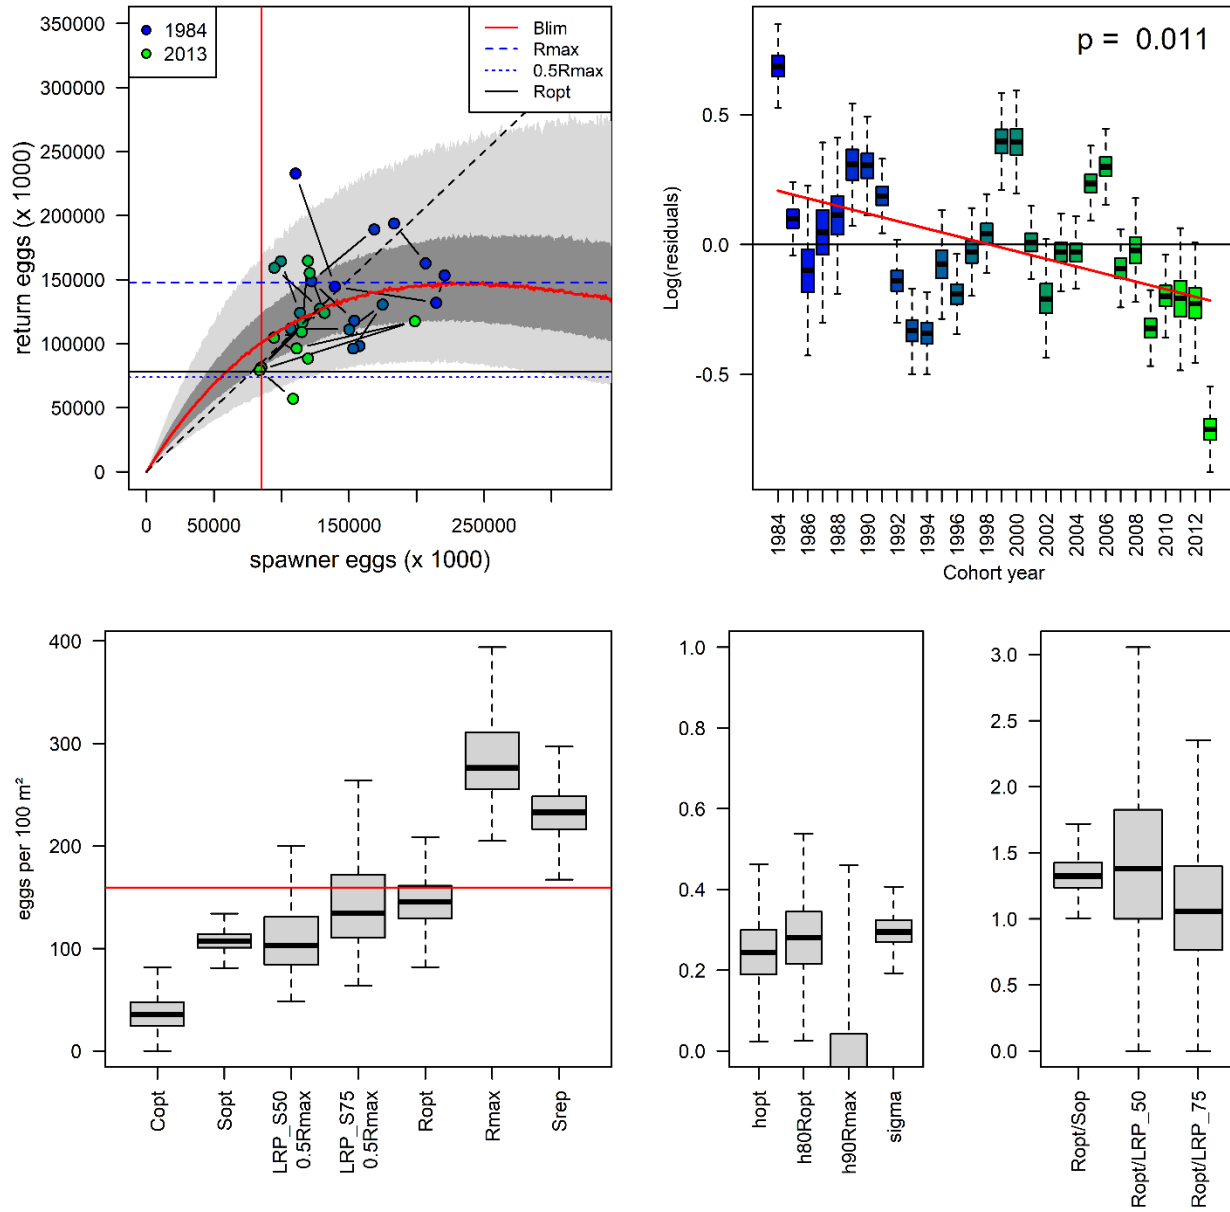 350000
300000
250000
200000
150000
100000
50000
0
return eggs (x 1000)
1984
2013
Blim
Rmax
0.5Rmax
Ropt
0
50000
150000
250000
spawner eggs (x 1000)
p = 0.011
0.5
0.0
-0.5
Log(residuals)
1984
1986
1988
1990
1992
1994
1996
1998
2000
2002
2004
2006
2008
2010
2012
Cohort year
400
300
200
100
0
eggs per 100 m²
Copt
Sopt
LRP_S50
0.5Rmax
LRP_S75
0.5Rmax
Ropt
Rmax
Srep
1.0
0.8
0.6
0.4
0.2
0.0
hopt
h80Ropt
h90Rmax
sigma
3.0
2.5
2.0
1.5
1.0
0.5
0.0
Ropt/Sop
Ropt/LRP_50
Ropt/LRP_75